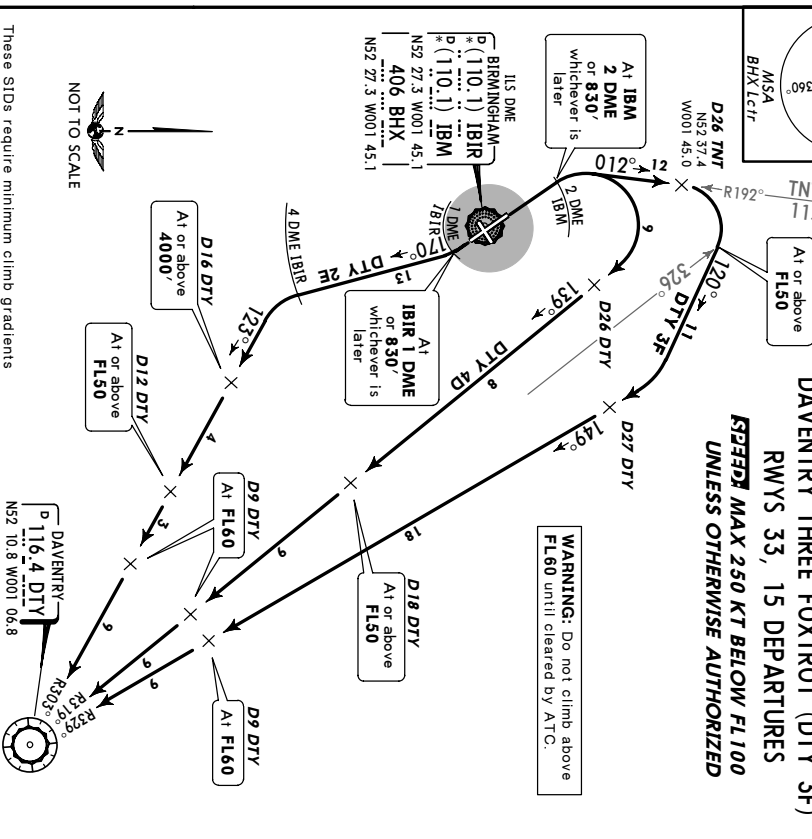 DAVENTRY THREE FOXTROT (DTY 3F)
RWYS 33, 15 DEPARTURES
SPEED: MAX 250 KT BELOW FL100
UNLESS OTHERWISE AUTHORIZED
360°
MSA
BHX Lctr
D26 TNT
N52 37.4
W001 45.0
R192°
At or above
FL50
At IBM
2 DME
or 830'
whichever is
later
012°
12
2 DME
IBM
9
326°
120°
11
DTY 3F
ILS DME
BIRMINGHAM
D
* (110.1) IBIR
D
* (110.1) IBM
N52 27.3 W001 45.1
406 BHX
N52 27.3 W001 45.1
1 DME
IBIR
170°
13
DTY 2E
4 DME IBIR
At
IBIR 1 DME
or 830'
whichever is
later
D26 DTY
139°
DTY 4D
8
D27 DTY
149°
18
NOT TO SCALE
N
D16 DTY
At or above
4000'
123°
4
D12 DTY
At or above
FL50
3
D9 DTY
At FL60
9
D9 DTY
At FL60
9
D18 DTY
At or above
FL50
9
D9 DTY
At FL60
9
WARNING: Do not climb above
FL60 until cleared by ATC.
R303°
R319°
R329°
DAVENTRY
D
116.4 DTY
N52 10.8 W001 06.8
These SIDs require minimum climb gradients